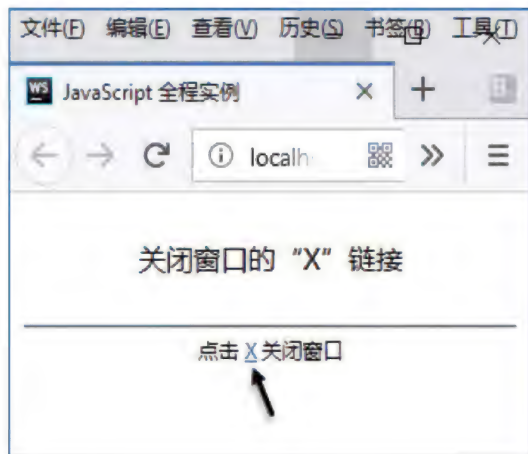 文件(F) 编辑(E) 查看(V) 历史(S) 书签(B) 工具(T)
WS JavaScript 全程实例
localh
关闭窗口的“X”链接
点击 X 关闭窗口